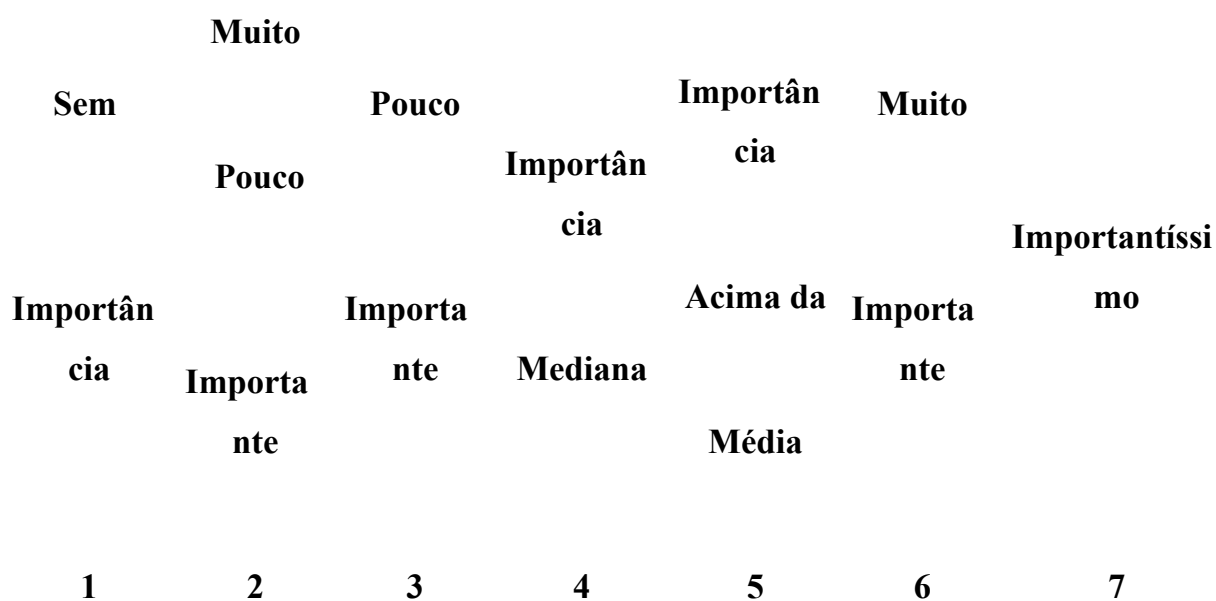 Sem
Importân
cia
Muito
Pouco
Importa
nte
Pouco
Importa
nte
Importân
cia
Mediana
Importân
cia
Acima da
Média
Muito
Importa
nte
Importantíssi
mo
1 2 3 4 5 6 7